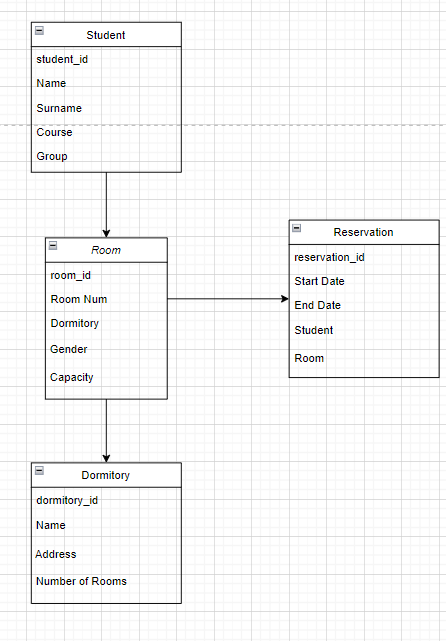 Student
student_id
Name
Surname
Course
Group
Room
room_id
Room Num
Dormitory
Gender
Capacity
Reservation
reservation_id
Start Date
End Date
Student
Room
Dormitory
dormitory_id
Name
Address
Number of Rooms